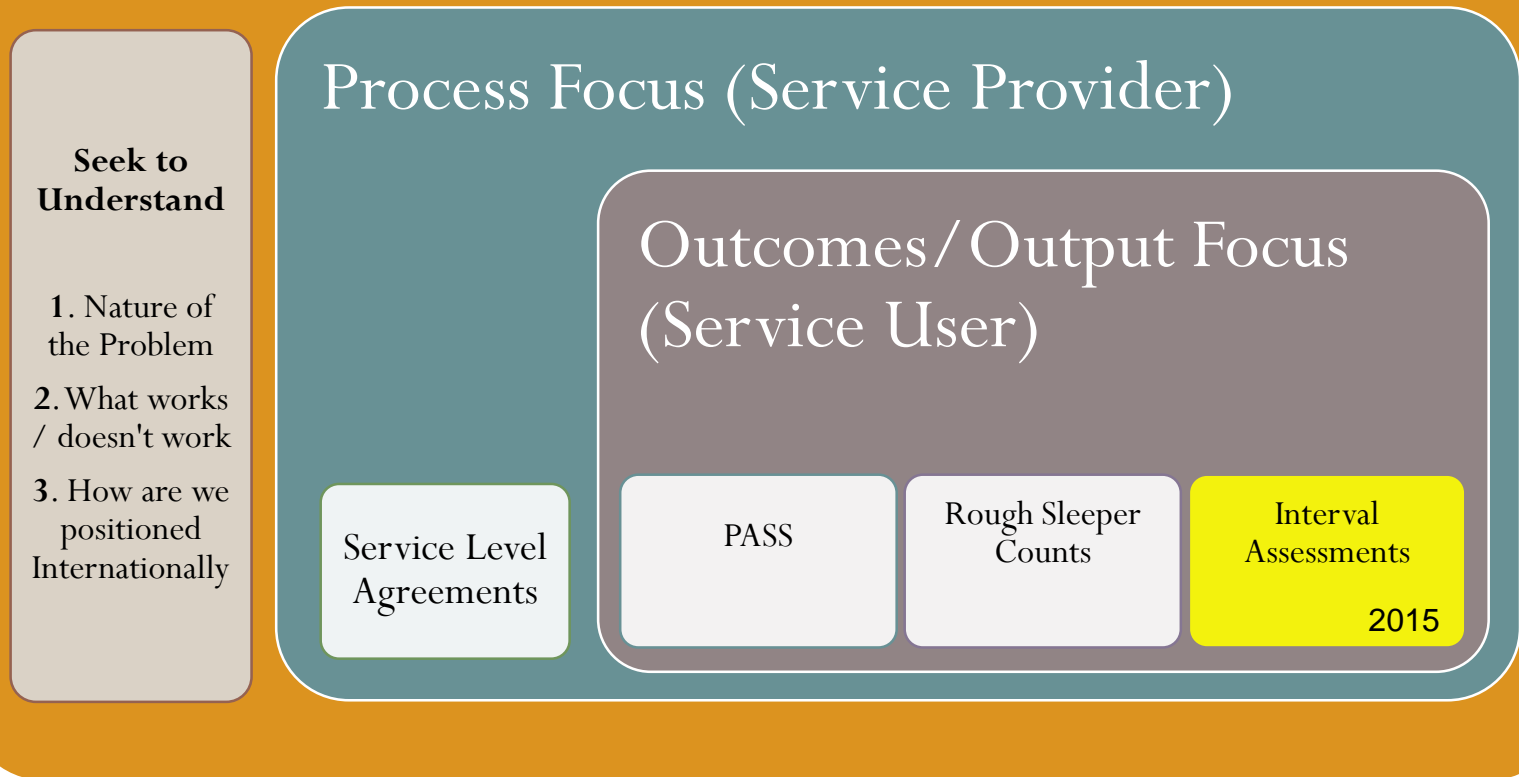 Seek to
Understand
1. Nature of
the Problem
2. What works
/ doesn't work
3. How are we
positioned
Internationally
Process Focus (Service Provider)
Service Level
Agreements
Outcomes/Output Focus
(Service User)
PASS
Rough Sleeper
Counts
Interval
Assessments
2015